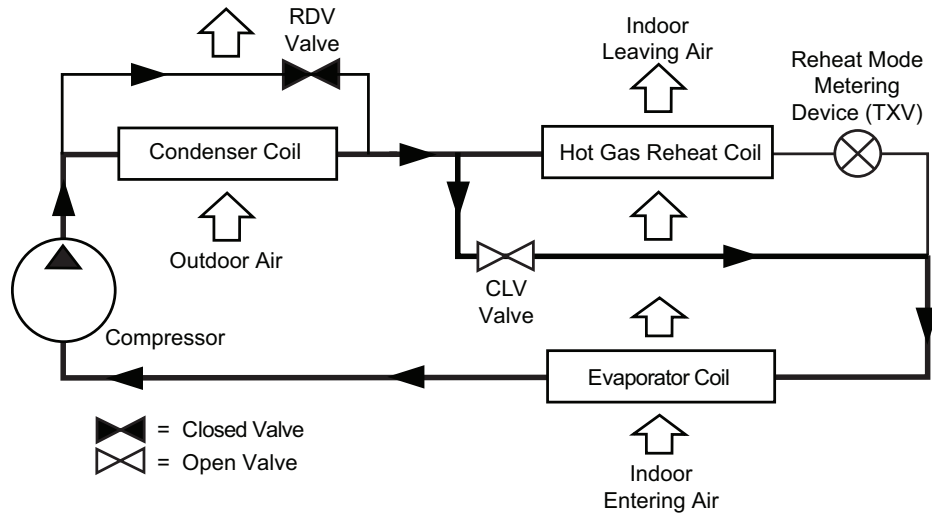 RDV
Valve
Indoor
Leaving Air
Reheat Mode
Metering
Device (TXV)
Condenser Coil
Hot Gas Reheat Coil
Outdoor Air
CLV
Valve
Compressor
Evaporator Coil
= Closed Valve
= Open Valve
Indoor
Entering Air